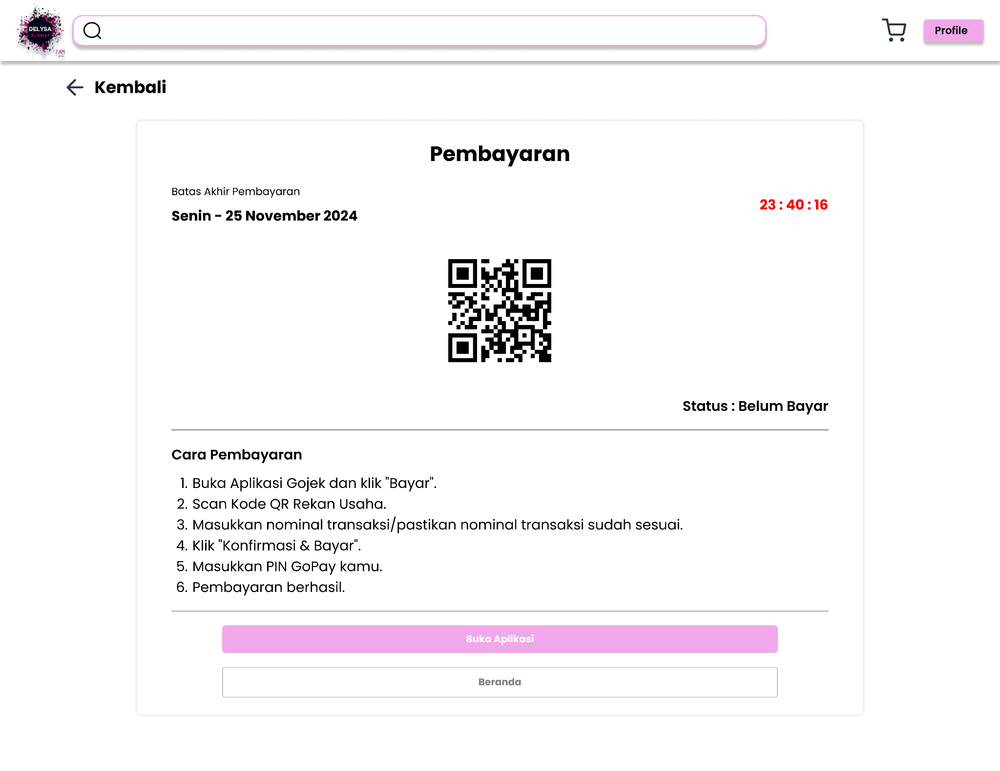 DELYSA
FLORIST
7.AM
Profile
Kembali
Pembayaran
Batas Akhir Pembayaran
Senin - 25 November 2024
23 : 40 : 16
Status : Belum Bayar
Cara Pembayaran
1. Buka Aplikasi Gojek dan klik "Bayar".
2. Scan Kode QR Rekan Usaha.
3. Masukkan nominal transaksi/pastikan nominal transaksi sudah sesuai.
4. Klik "Konfirmasi & Bayar".
5. Masukkan PIN GoPay kamu.
6. Pembayaran berhasil.
Buka Aplikasi
Beranda